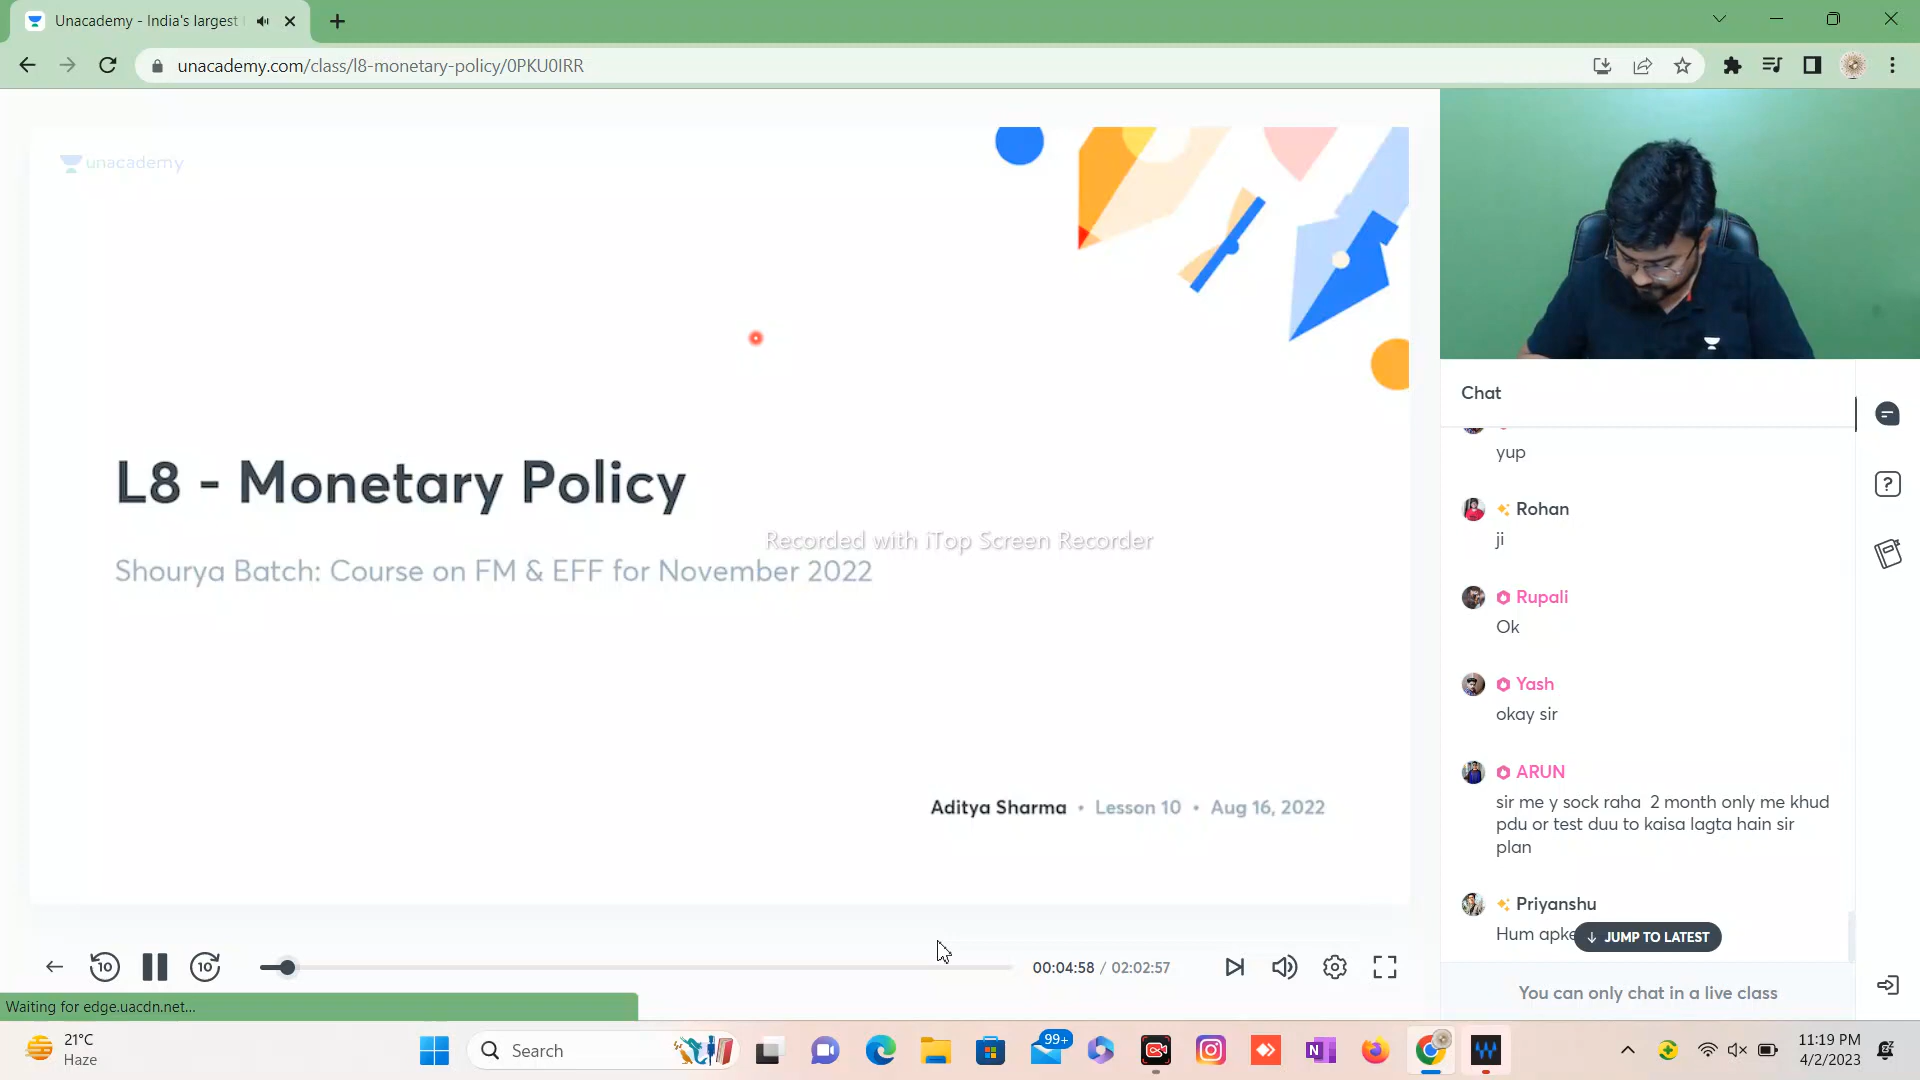 Unacademy - India's largest
unacademy.com/class/l8-monetary-policy/0PKU0IRR
unacademy
L8 - Monetary Policy
Recorded with iTop Screen Recorder
Shourya Batch: Course on FM & EFF for November 2022
Aditya Sharma • Lesson 10 • Aug 16, 2022
Chat
yup
Rohan
ji
Rupali
Ok
Yash
okay sir
ARUN
sir me y sock raha 2 month only me khud
pdu or test duu to kaisa lagta hain sir
plan
Priyanshu
Hum apke
JUMP TO LATEST
You can only chat in a live class
10
10
00:04:58 / 02:02:57
Waiting for edge.uacdn.net...
21°C
Haze
Search
99+
N
11:19 PM
4/2/2023